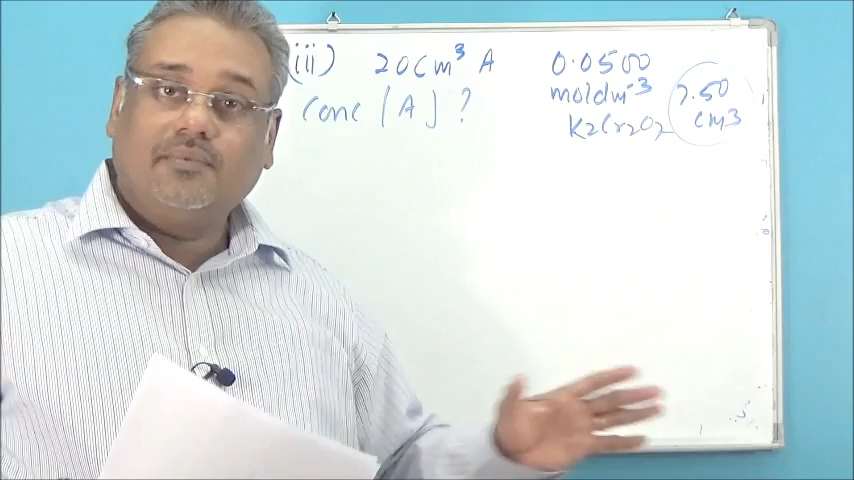 (iii) 20cm³ A 0.0500
conc [A] ? moldm⁻³ 7.50
K2Cr2O7 cm3